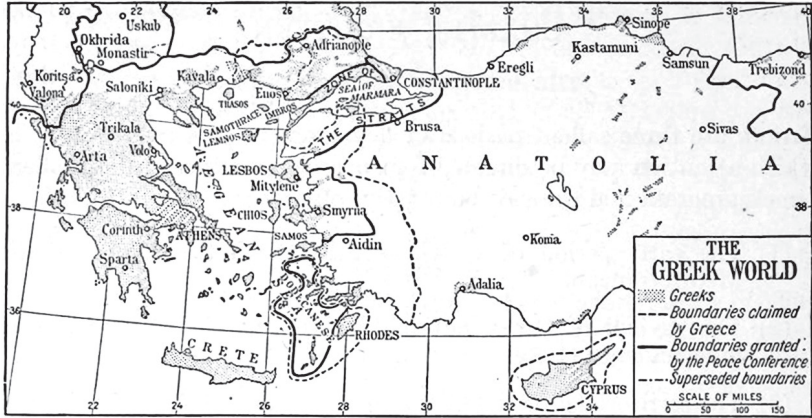 20
22
24
26
28
30
32
34
36
38
40
Uskub
Okhrida
Monastir
Koritsa
Valona
Adrianople
Sinope
Kastamuni
Eregli
Samsun
Trebizond
Kavala
Saloniki
Enos
ZONE OF
SEA OF
MARMARA
CONSTANTINOPLE
THASOS
SAMOTHRACE
IMBROS
LEMNOS
THE
STRAITS
Brusa
Sivas
40
Trikala
Arta
Volo
AEGEAN
LESBOS
Mitylene
ANATOLI
38
CHIOS
Smyrna
38
Corinth
ATHENS
SAMOS
Aidin
Konia
Sparta
SEA
DODECANESE
Adalia
36
RHODES
CRETE
CYPRUS
THE
GREEK WORLD
Greeks
Boundaries claimed
by Greece
Boundaries granted
by the Peace Conference
Superseded boundaries
SCALE OF MILES
0 50 100 150
22
24
26
28
30
32
34